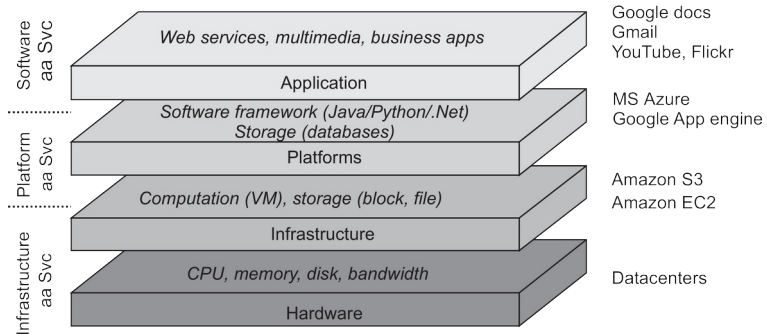 Software
aa Svc
Web services, multimedia, business apps
Application
Google docs
Gmail
YouTube, Flickr
Platform
aa Svc
Software framework (Java/Python/.Net)
Storage (databases)
Platforms
MS Azure
Google App engine
Infrastructure
aa Svc
Computation (VM), storage (block, file)
Infrastructure
Amazon S3
Amazon EC2
CPU, memory, disk, bandwidth
Hardware
Datacenters